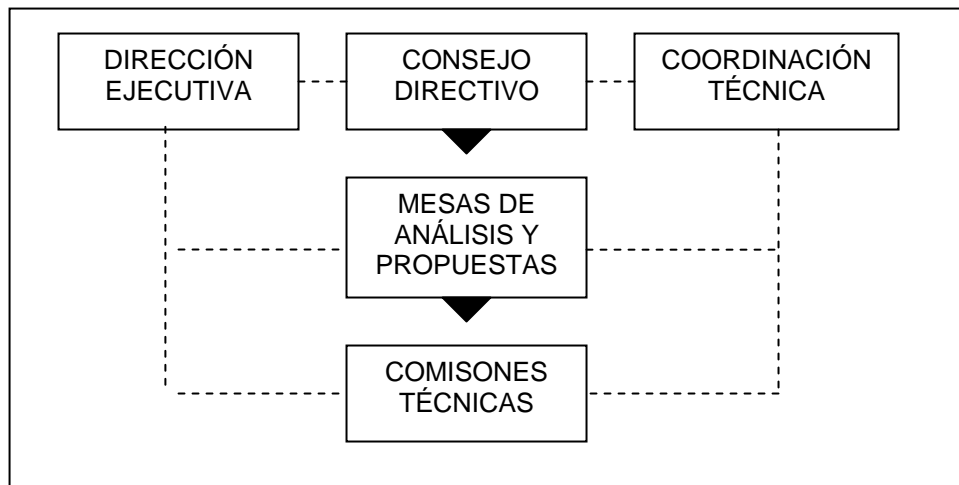 DIRECCIÓN
EJECUTIVA
CONSEJO
DIRECTIVO
COORDINACIÓN
TÉCNICA
MESAS DE
ANÁLISIS Y
PROPUESTAS
COMISONES
TÉCNICAS